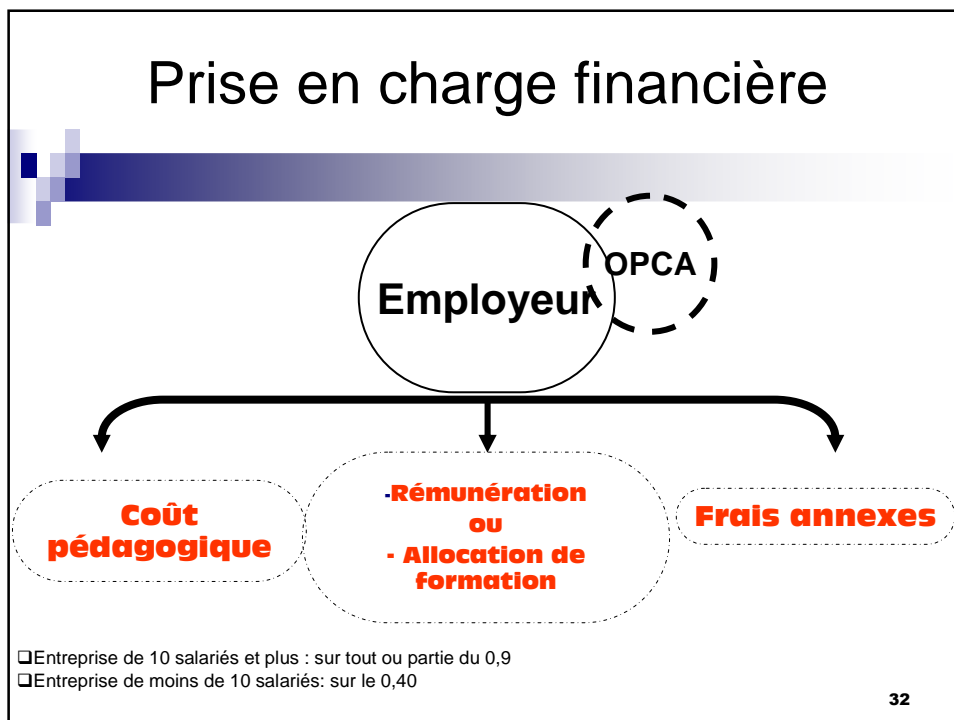 Prise en charge financière
OPCA
Employeur
Coût
pédagogique
-Rémunération
ou
- Allocation de
formation
Frais annexes
❑Entreprise de 10 salariés et plus : sur tout ou partie du 0,9
❑Entreprise de moins de 10 salariés: sur le 0,40
32